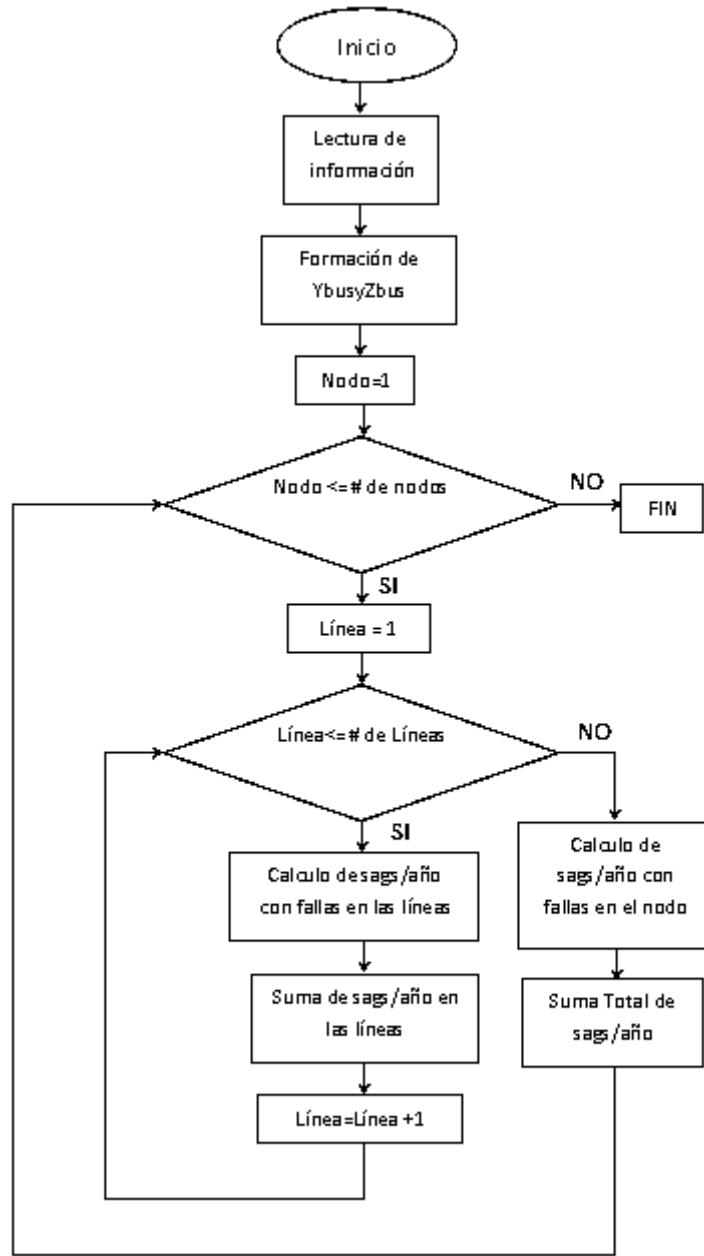 Inicio
Lectura de
información
Formación de
YbusyZbus
Nodo=1
Nodo <= # de nodos
NO
FIN
SI
Línea = 1
Línea<= # de Líneas
NO
SI
Calculo de sags/año
con fallas en las líneas
Calculo de
sags/año con
fallas en el nodo
Suma de sags/año en
las líneas
Suma Total de
sags/año
Línea=Línea +1